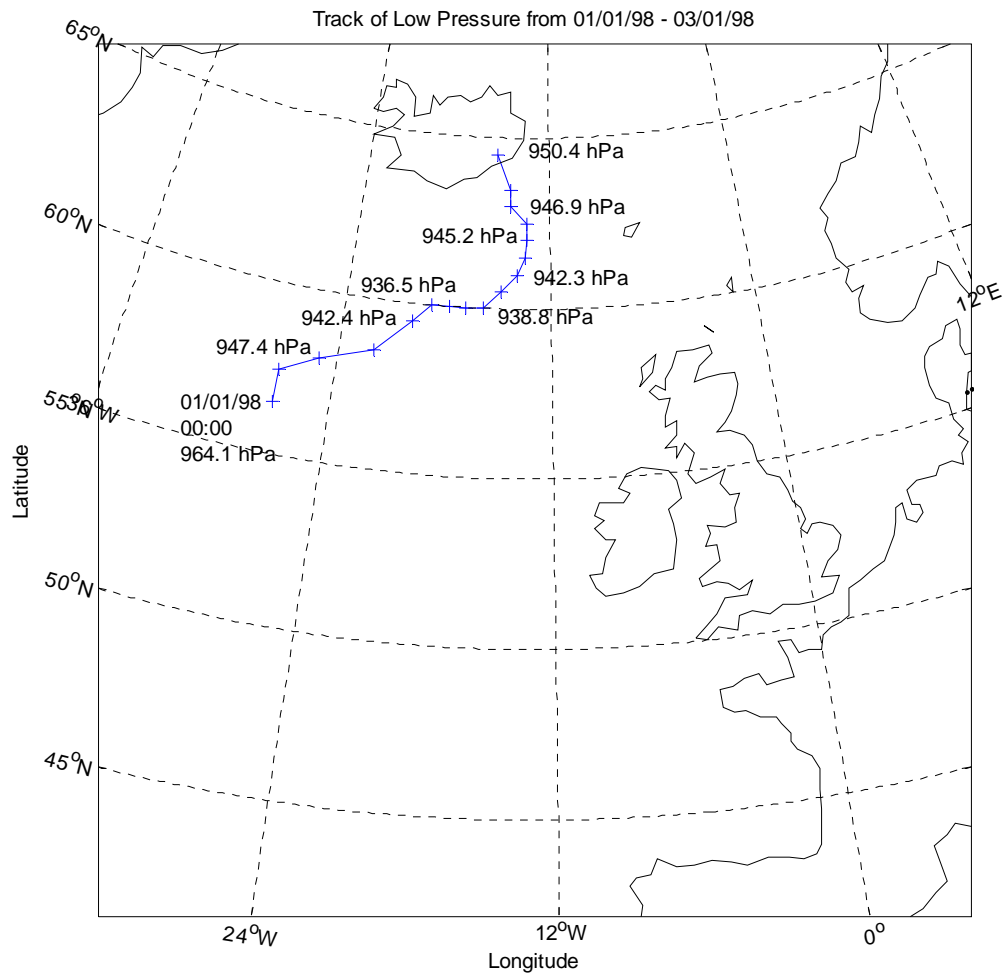 Track of Low Pressure from 01/01/98 - 03/01/98
65°N
950.4 hPa
946.9 hPa
60°N
945.2 hPa
942.3 hPa
936.5 hPa
12°E
942.4 hPa
938.8 hPa
947.4 hPa
55°N
36°W
01/01/98
00:00
964.1 hPa
Latitude
50°N
45°N
24°W
12°W
0°
Longitude